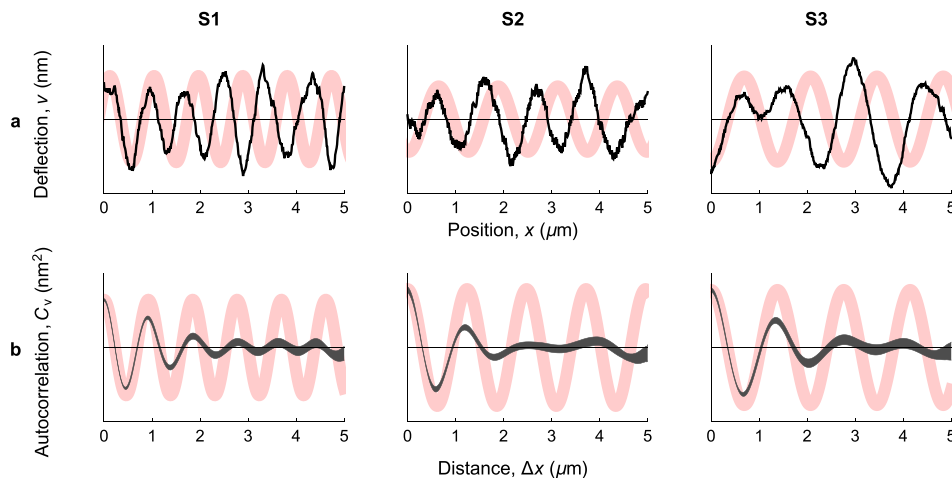 S1 S2 S3
a
Deflection, v (nm)
0 1 2 3 4 5 0 1 2 3 4 5 0 1 2 3 4 5
Position, x (µm)
b
Autocorrelation, Cv (nm²)
0 1 2 3 4 5 0 1 2 3 4 5 0 1 2 3 4 5
Distance, Δx (µm)